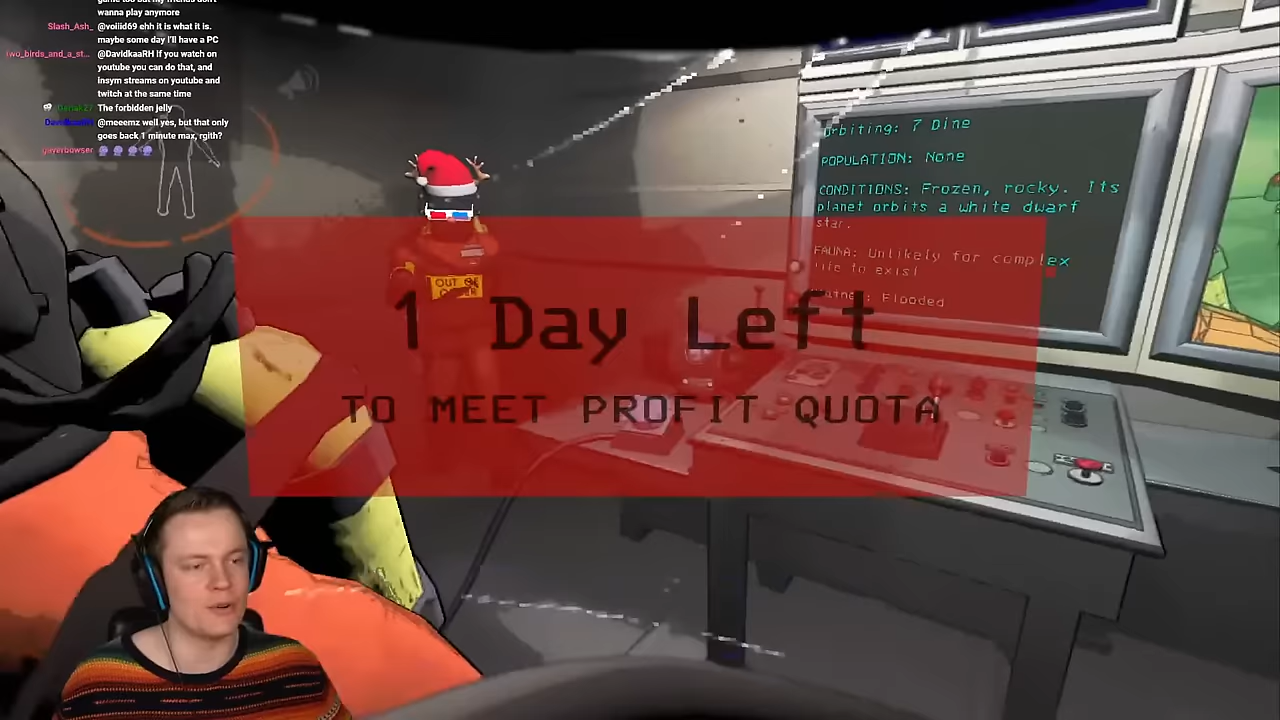 game too but my friends don't
wanna play anymore
Slash_Ash_ @voiiid69 ehh it is what it is.
maybe some day I'll have a PC
two_birds_and_a_st... @DavidkaaRH If you watch on
youtube you can do that, and
insym streams on youtube and
twitch at the same time
The forbidden jelly
@meeemz well yes, but that only
goes back 1 minute max, rgith?
gayerbowser
Orbiting: 7 Dine
POPULATION: None
CONDITIONS: Frozen, rocky. Its
planet orbits a white dwarf
star.
FAUNA: Unlikely for complex
life to exist
Weather: Flooded
OUT OF
ORDER
1 Day Left
TO MEET PROFIT QUOTA